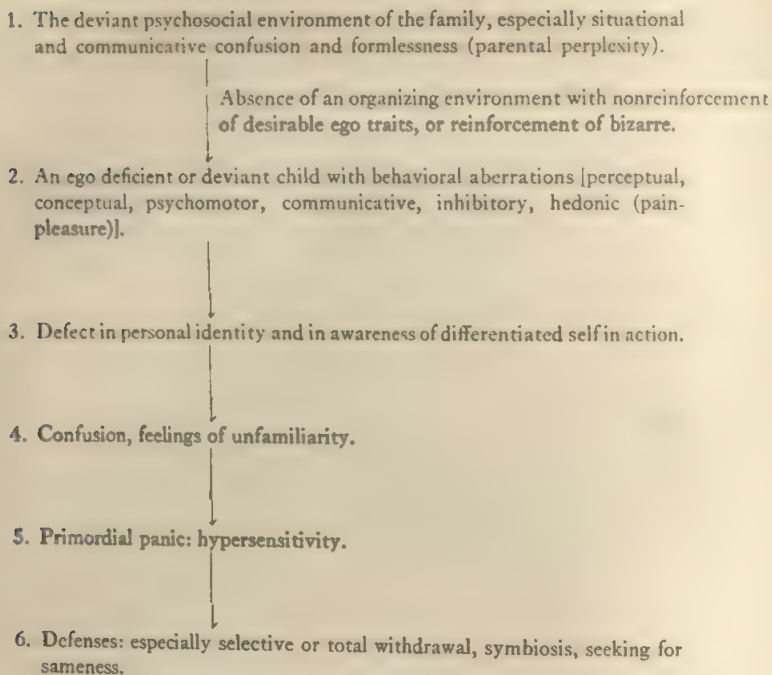 1. The deviant psychosocial environment of the family, especially situational
and communicative confusion and formlessness (parental perplexity).
Absence of an organizing environment with nonreinforcement
of desirable ego traits, or reinforcement of bizarre.
2. An ego deficient or deviant child with behavioral aberrations [perceptual,
conceptual, psychomotor, communicative, inhibitory, hedonic (pain-
pleasure)].
3. Defect in personal identity and in awareness of differentiated self in action.
4. Confusion, feelings of unfamiliarity.
5. Primordial panic: hypersensitivity.
6. Defenses: especially selective or total withdrawal, symbiosis, seeking for
sameness.